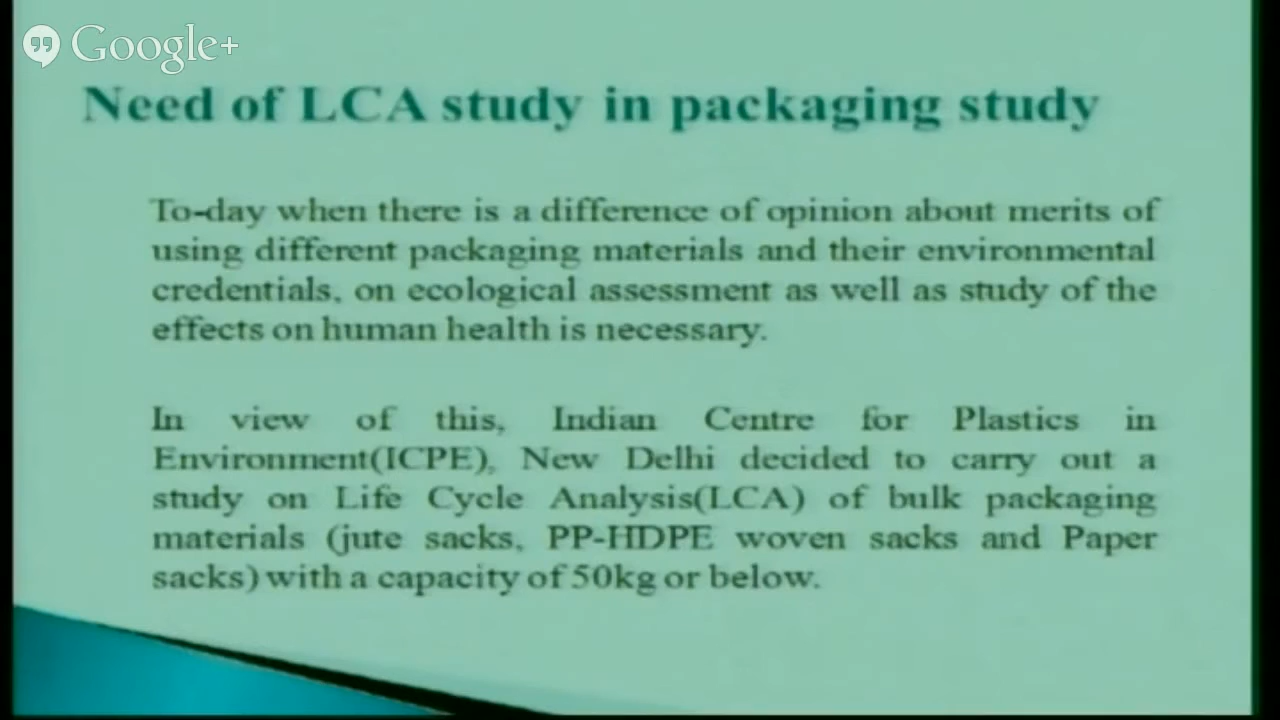 Google+
Need of LCA study in packaging study
To-day when there is a difference of opinion about merits of
using different packaging materials and their environmental
credentials, on ecological assessment as well as study of the
effects on human health is necessary.
In view of this, Indian Centre for Plastics in
Environment(ICPE), New Delhi decided to carry out a
study on Life Cycle Analysis(LCA) of bulk packaging
materials (jute sacks, PP-HDPE woven sacks and Paper
sacks) with a capacity of 50kg or below.